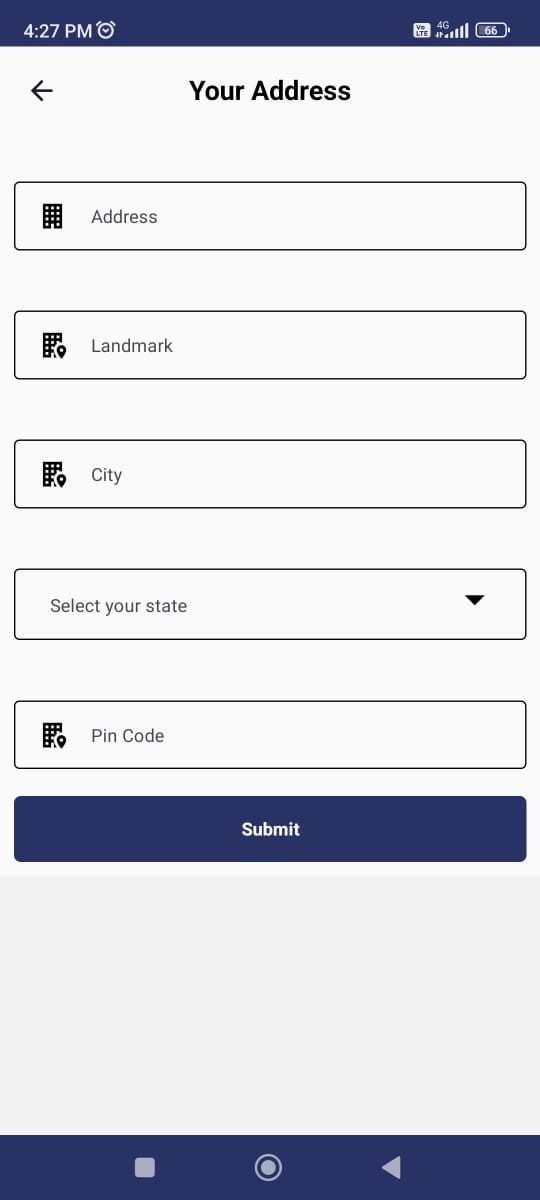 4:27 PM
Vo LTE 4G 66
Your Address
Address
Landmark
City
Select your state
Pin Code
Submit